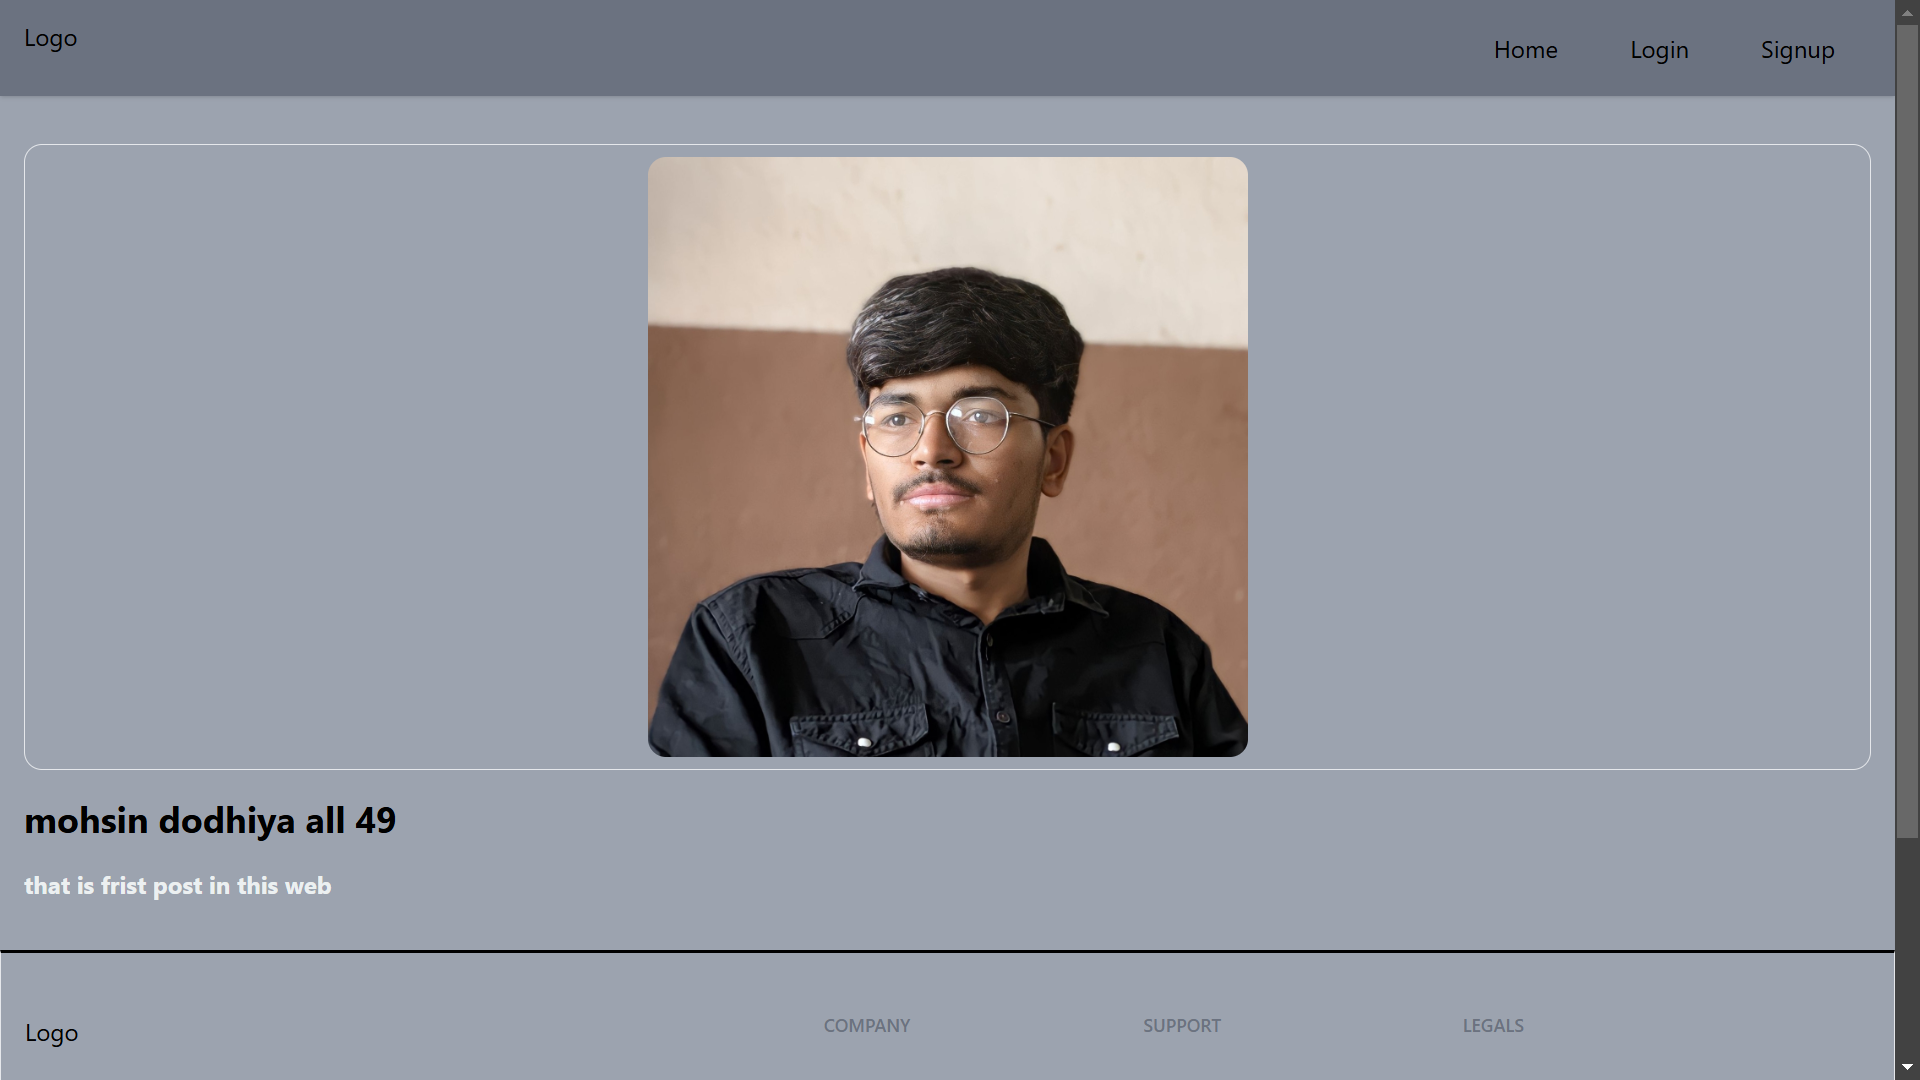 Logo
Home Login Signup
mohsin dodhiya all 49
that is frist post in this web
Logo
COMPANY SUPPORT LEGALS